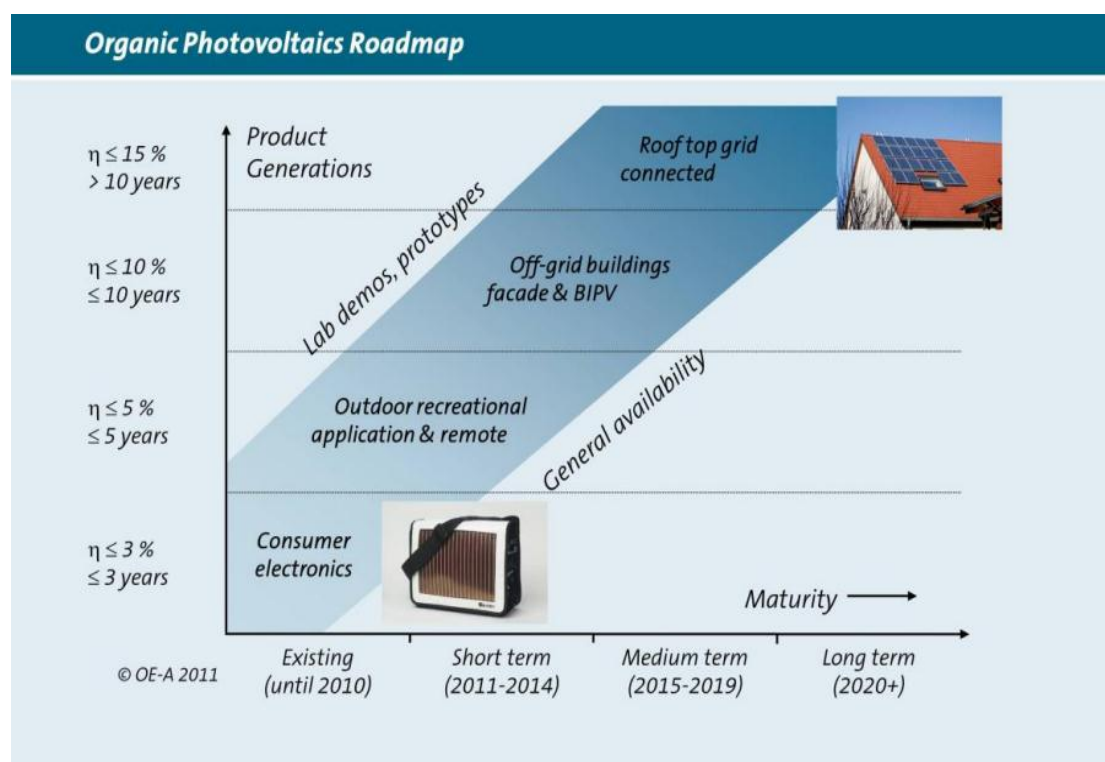 Organic Photovoltaics Roadmap
Product
Generations
η ≤ 15 %
> 10 years
Roof top grid
connected
Lab demos, prototypes
η ≤ 10 %
≤ 10 years
Off-grid buildings
facade & BIPV
η ≤ 5 %
≤ 5 years
Outdoor recreational
application & remote
General availability
η ≤ 3 %
≤ 3 years
Consumer
electronics
Maturity
Existing
(until 2010)
Short term
(2011-2014)
Medium term
(2015-2019)
Long term
(2020+)
© OE-A 2011